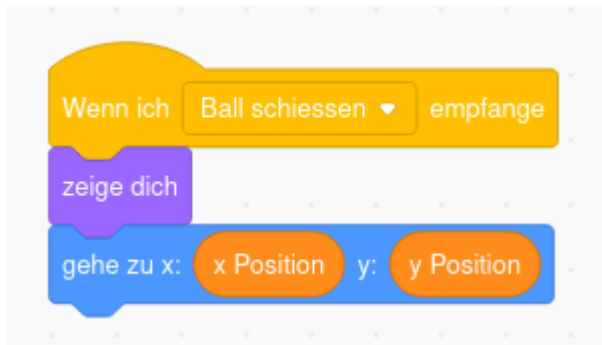 Wenn ich Ball schiessen empfange
zeige dich
gehe zu x: x Position y: y Position